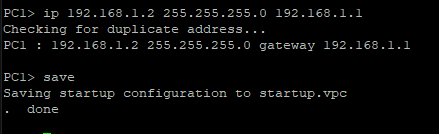 PC1> ip 192.168.1.2 255.255.255.0 192.168.1.1
Checking for duplicate address...
PC1 : 192.168.1.2 255.255.255.0 gateway 192.168.1.1
PC1> save
Saving startup configuration to startup.vpc
.  done